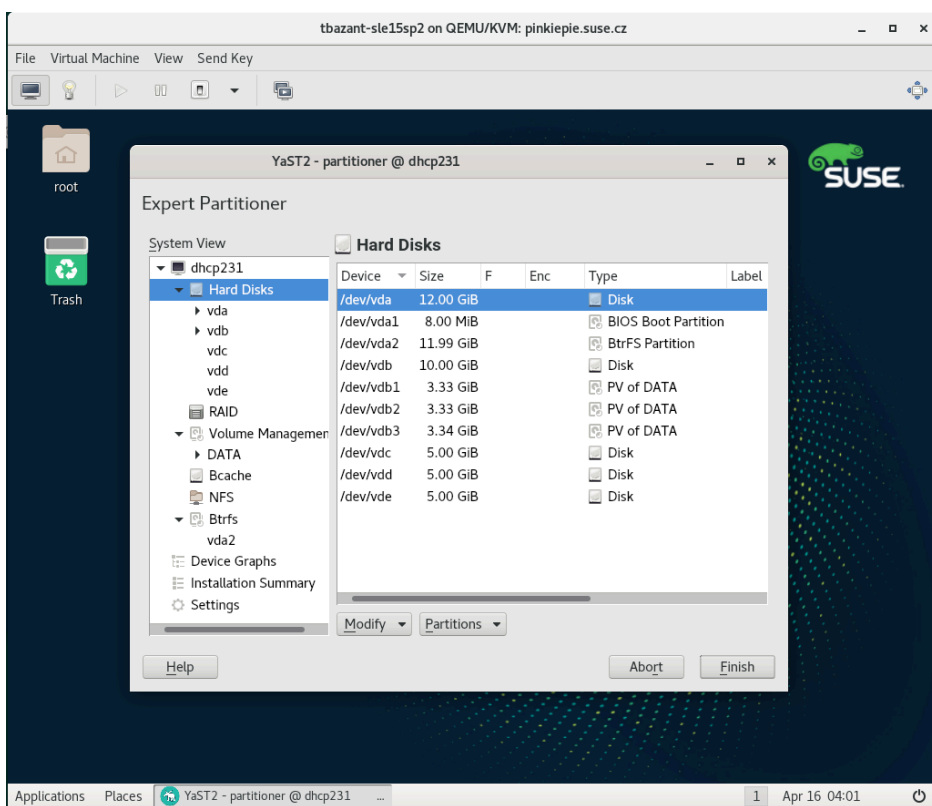 tbazant-sle15sp2 on QEMU/KVM: pinkiepie.suse.cz
File Virtual Machine View Send Key
root
Trash
SUSE
YaST2 - partitioner @ dhcp231
Expert Partitioner
System View
dhcp231
Hard Disks
vda
vdb
vdc
vdd
vde
RAID
Volume Managemen
DATA
Bcache
NFS
Btrfs
vda2
Device Graphs
Installation Summary
Settings
Hard Disks
Device Size F Enc Type Label
/dev/vda 12.00 GiB Disk
/dev/vda1 8.00 MiB BIOS Boot Partition
/dev/vda2 11.99 GiB BtrFS Partition
/dev/vdb 10.00 GiB Disk
/dev/vdb1 3.33 GiB PV of DATA
/dev/vdb2 3.33 GiB PV of DATA
/dev/vdb3 3.34 GiB PV of DATA
/dev/vdc 5.00 GiB Disk
/dev/vdd 5.00 GiB Disk
/dev/vde 5.00 GiB Disk
Modify Partitions
Help Abort Finish
Applications Places YaST2 - partitioner @ dhcp231 ... 1 Apr 16 04:01